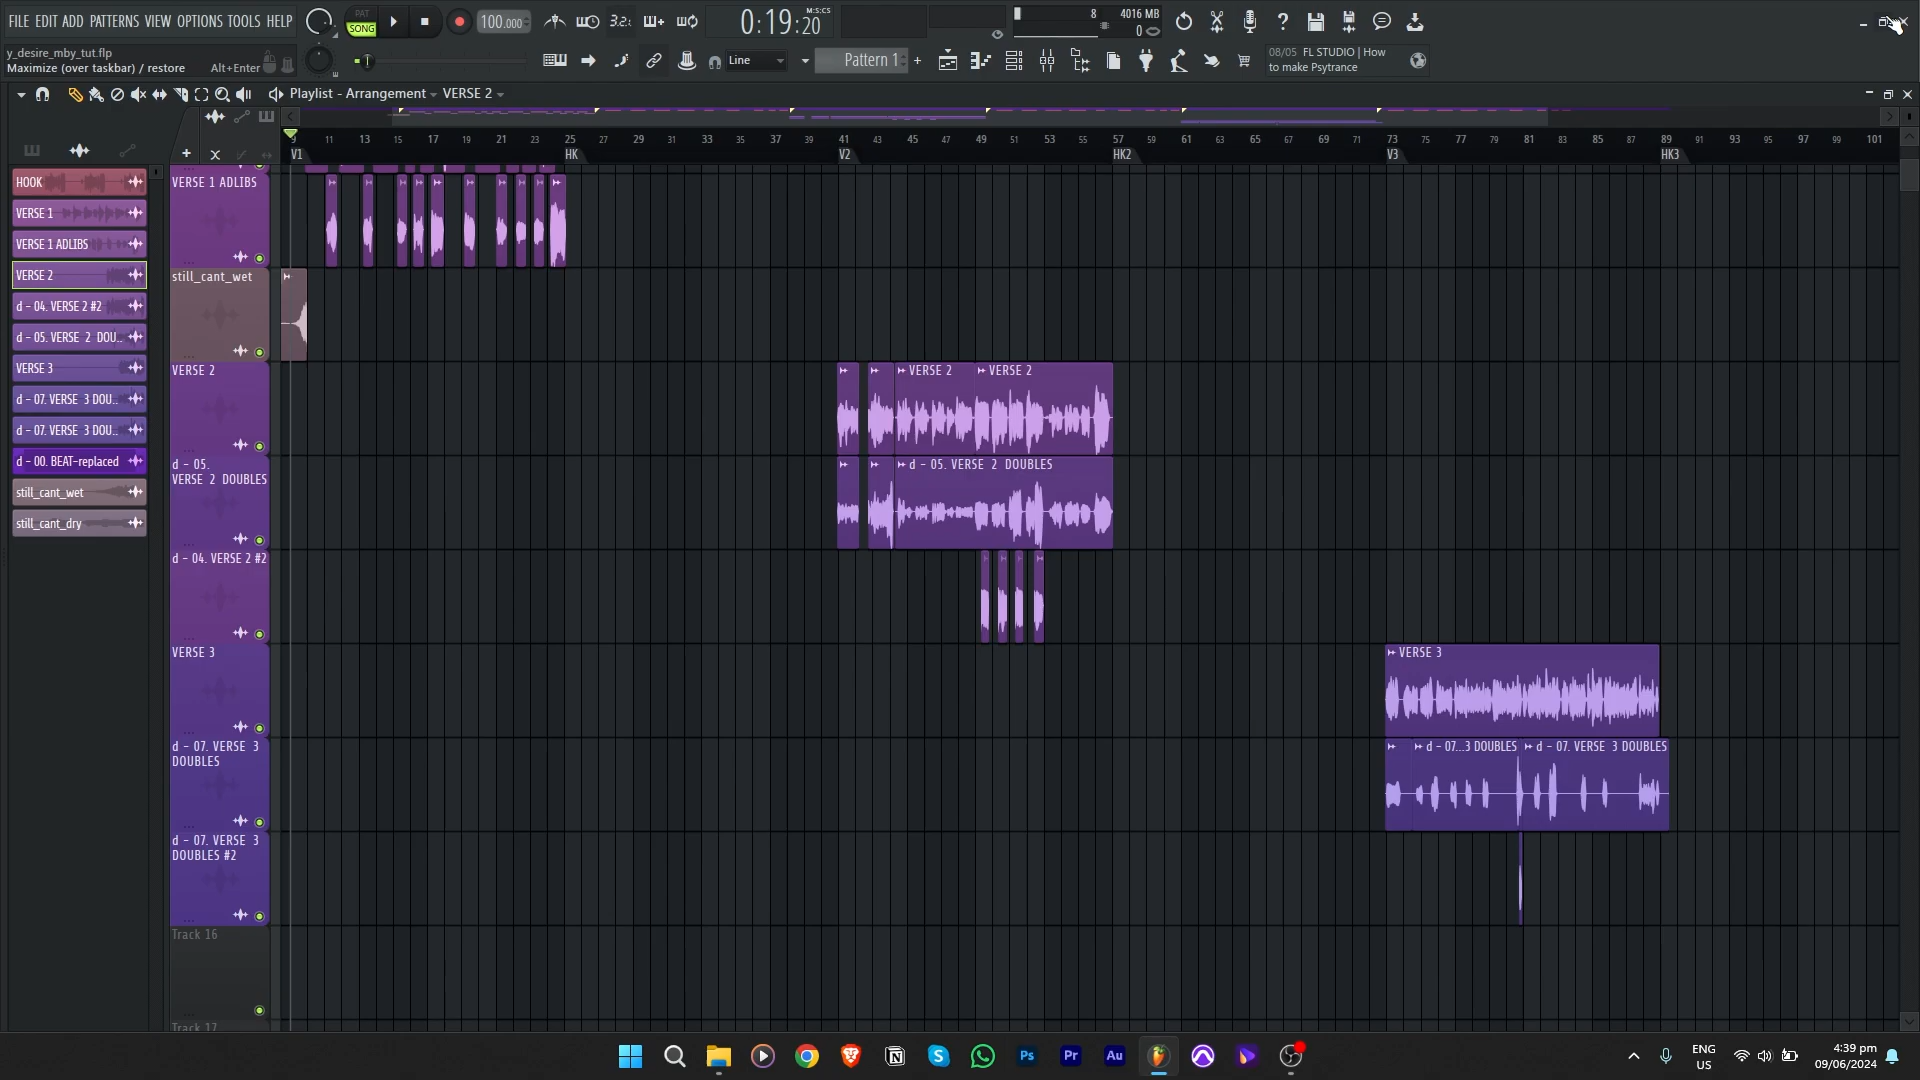 FILE EDIT ADD PATTERNS VIEW OPTIONS TOOLS HELP
PAT
SONG
100.000
3.2.
0:19:20
M:S:CS
8
4016 MB
0
y_desire_mby_tut.flp
Maximize (over taskbar) / restore
Alt+Enter
Line
Pattern 1
+
08/05 FL STUDIO | How
to make Psytrance
Playlist - Arrangement
VERSE 2
9 11 13 15 17 19 21 23 25 27 29 31 33 35 37 39 41 43 45 47 49 51 53 55 57 59 61 63 65 67 69 71 73 75 77 79 81 83 85 87 89 91 93 95 97 99 101
V1
HK
V2
HK2
V3
HK3
HOOK
VERSE 1
VERSE 1 ADLIBS
VERSE 2
d - 04. VERSE 2 #2
d - 05. VERSE 2 DOU..
VERSE 3
d - 07. VERSE 3 DOU..
d - 07. VERSE 3 DOU..
d - 00. BEAT-replaced
still_cant_wet
still_cant_dry
VERSE 1 ADLIBS
still_cant_wet
VERSE 2
VERSE 2
VERSE 2
d - 05.
VERSE 2 DOUBLES
d - 05. VERSE 2 DOUBLES
d - 04. VERSE 2 #2
VERSE 3
VERSE 3
d - 07. VERSE 3
DOUBLES
d - 07...3 DOUBLES
d - 07. VERSE 3 DOUBLES
d - 07. VERSE 3
DOUBLES #2
Track 16
Track 17
Ps
Pr
Au
ENG
US
4:39 pm
09/06/2024